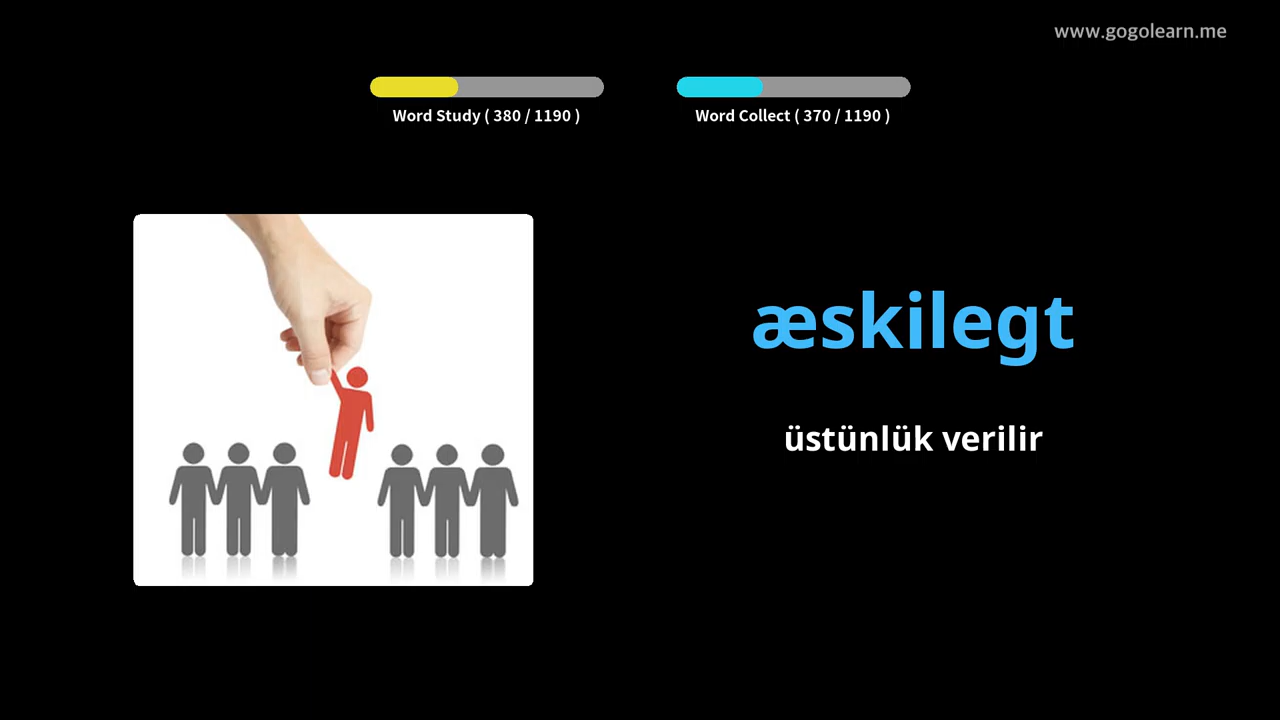 www.gogolearn.me
Word Study ( 380 / 1190 )
Word Collect ( 370 / 1190 )
æskilegt
üstünlük verilir